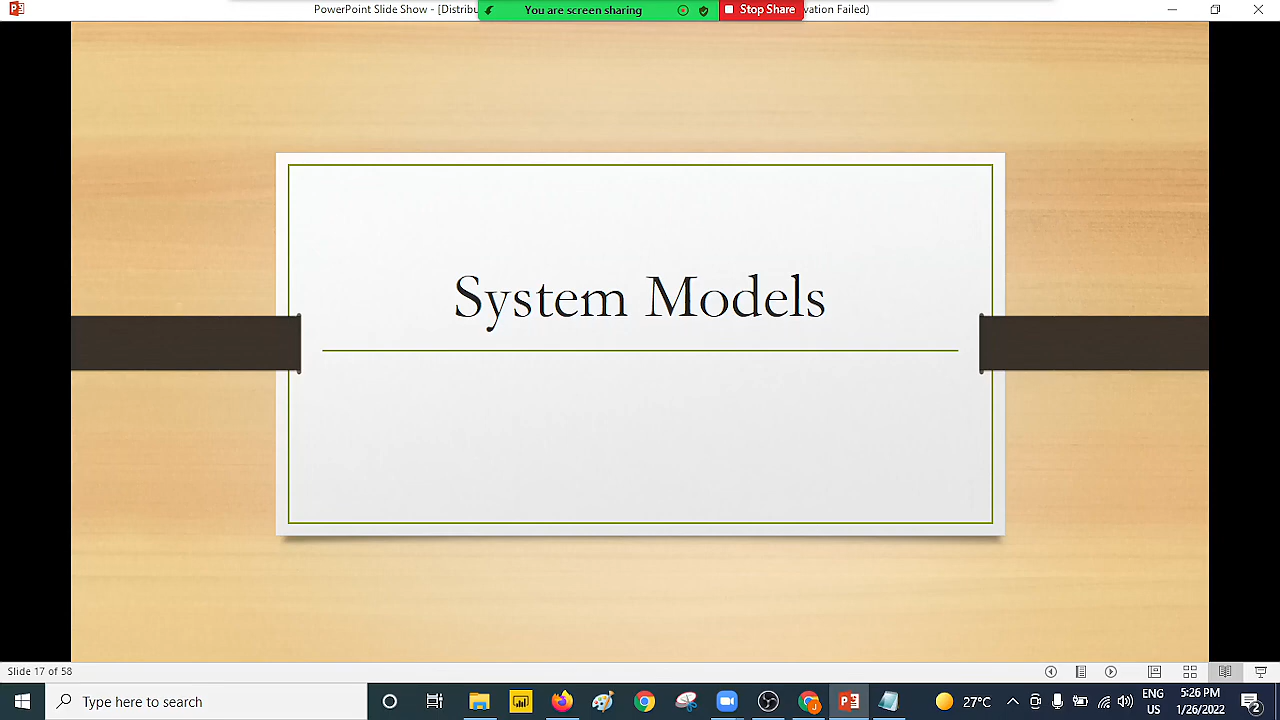 PowerPoint Slide Show - [Distribu
You are screen sharing
Stop Share
vation Failed)
System Models
Slide 17 of 58
Type here to search
27°C
ENG
US
5:26 PM
1/26/2022
2